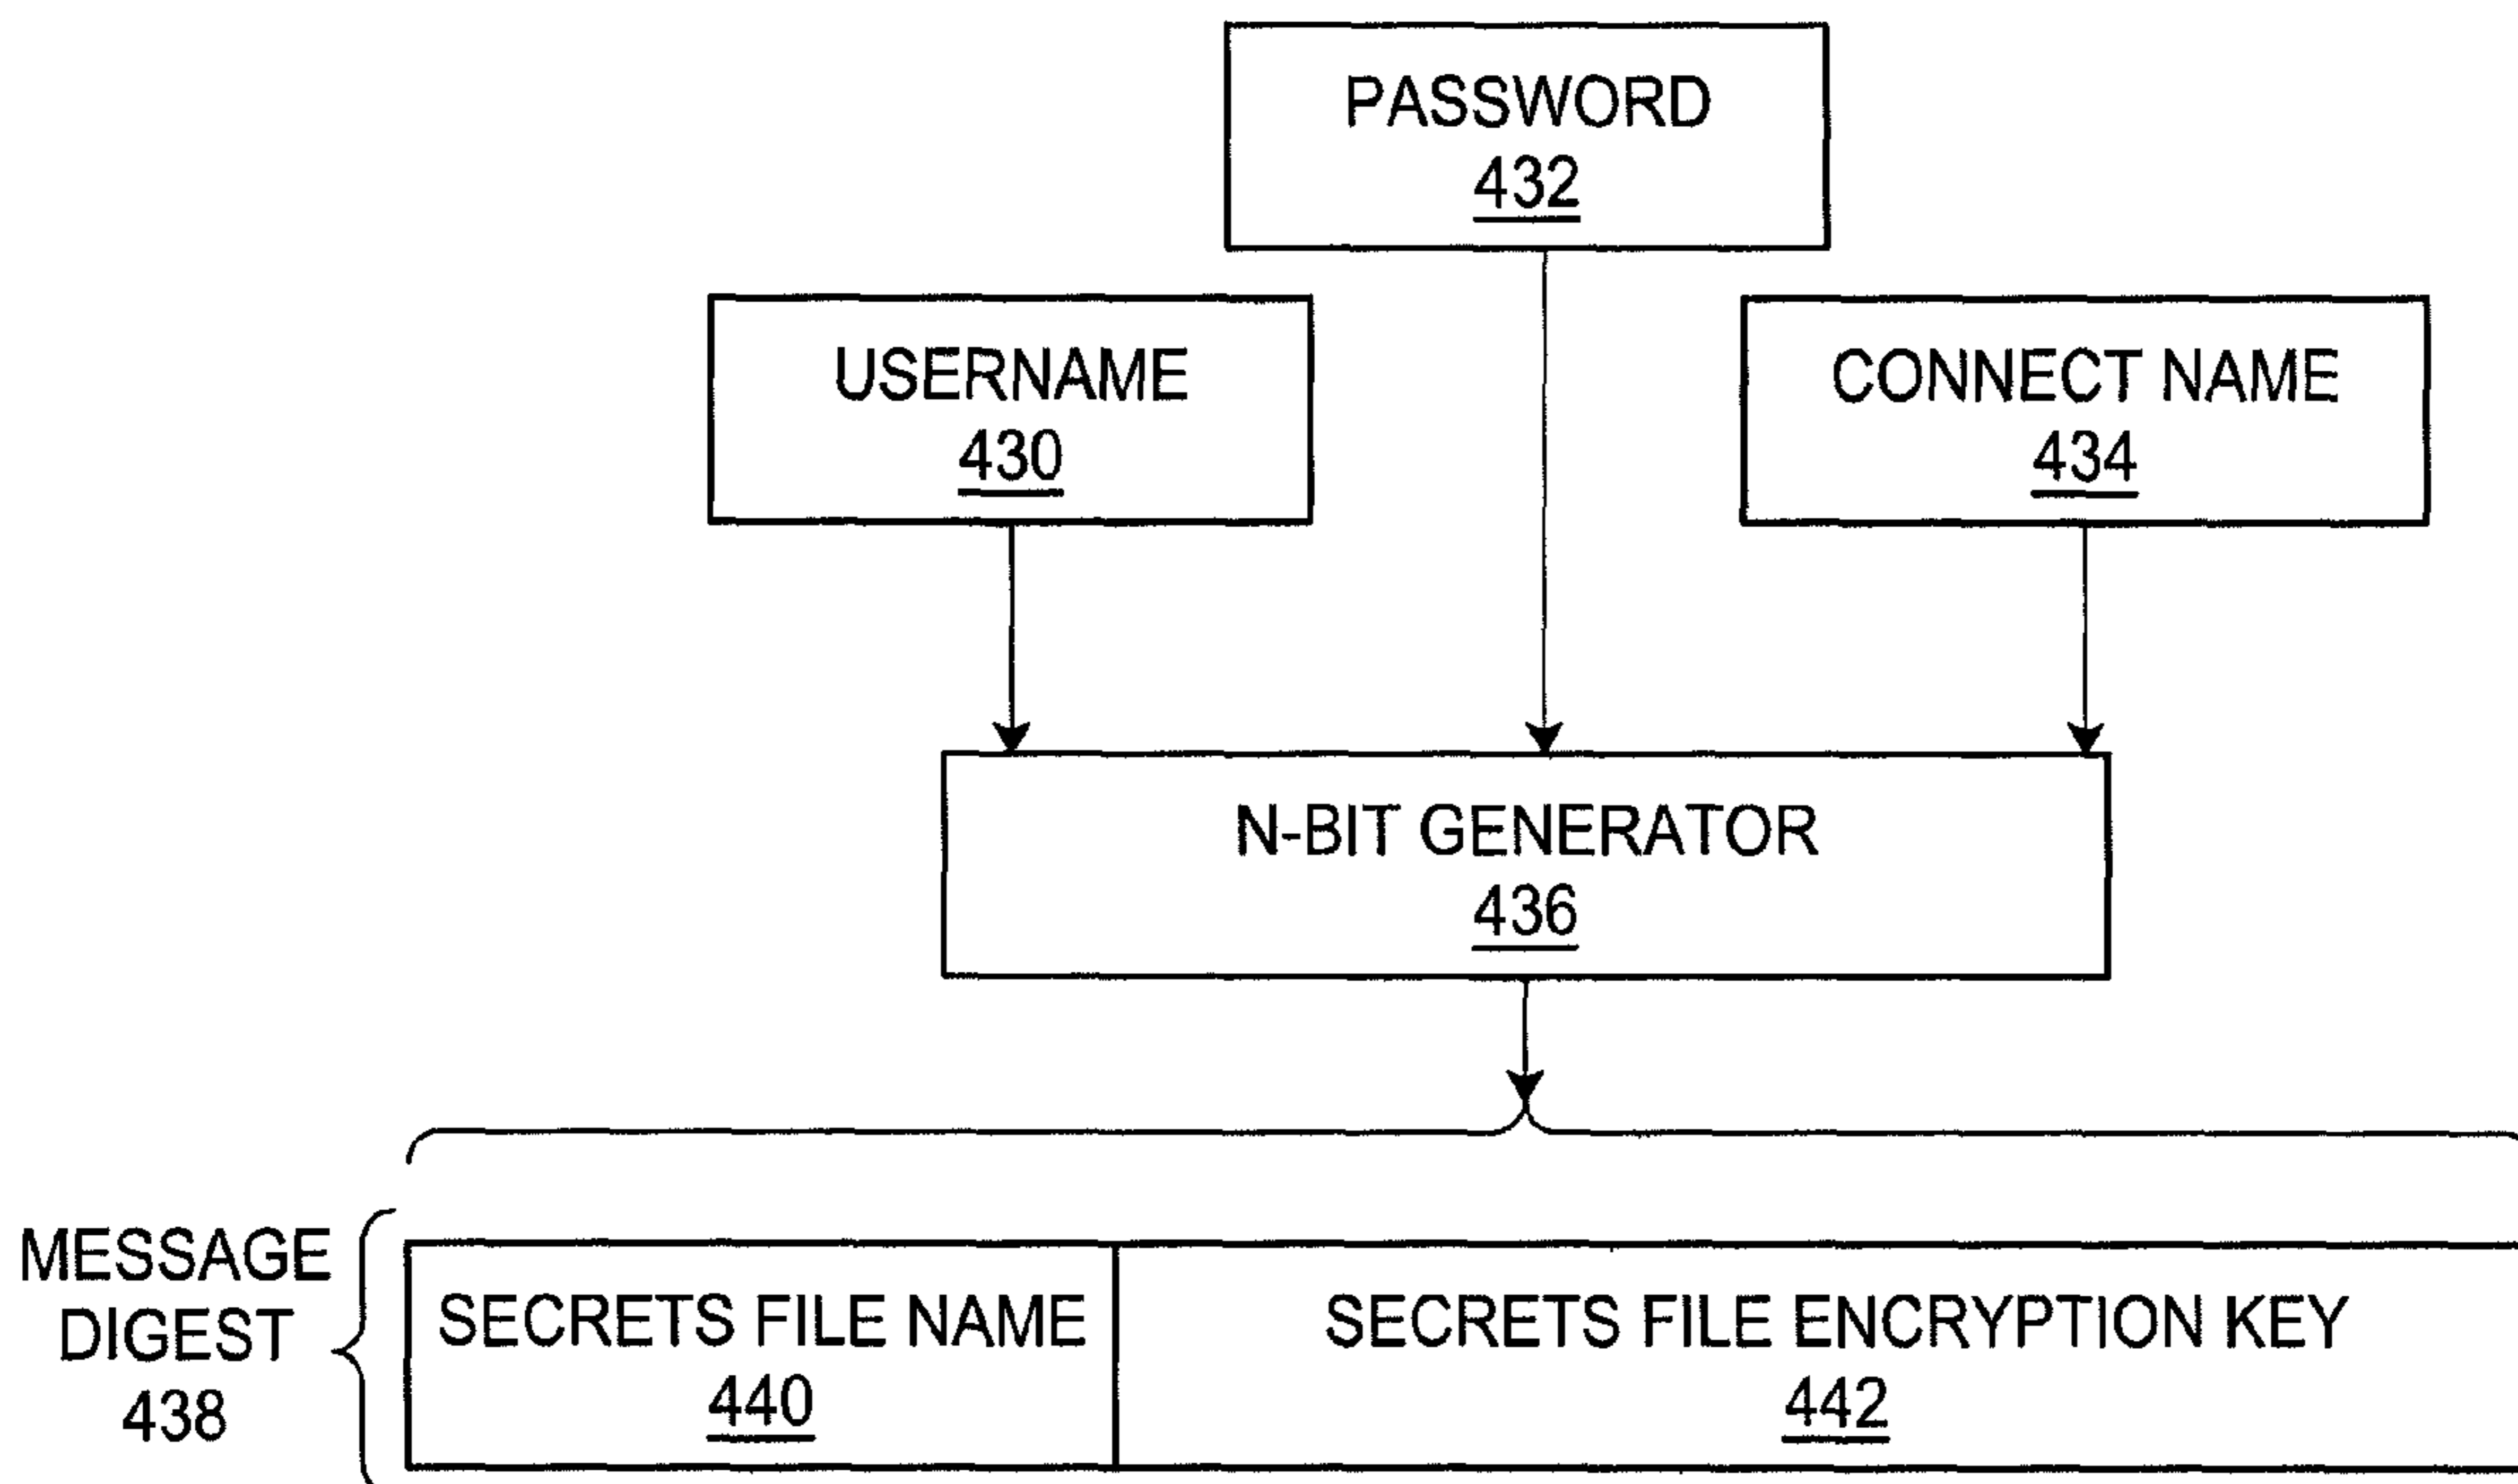 PASSWORD
432
USERNAME
430
CONNECT NAME
434
N-BIT GENERATOR
436
MESSAGE
DIGEST
438
SECRETS FILE NAME
440
SECRETS FILE ENCRYPTION KEY
442